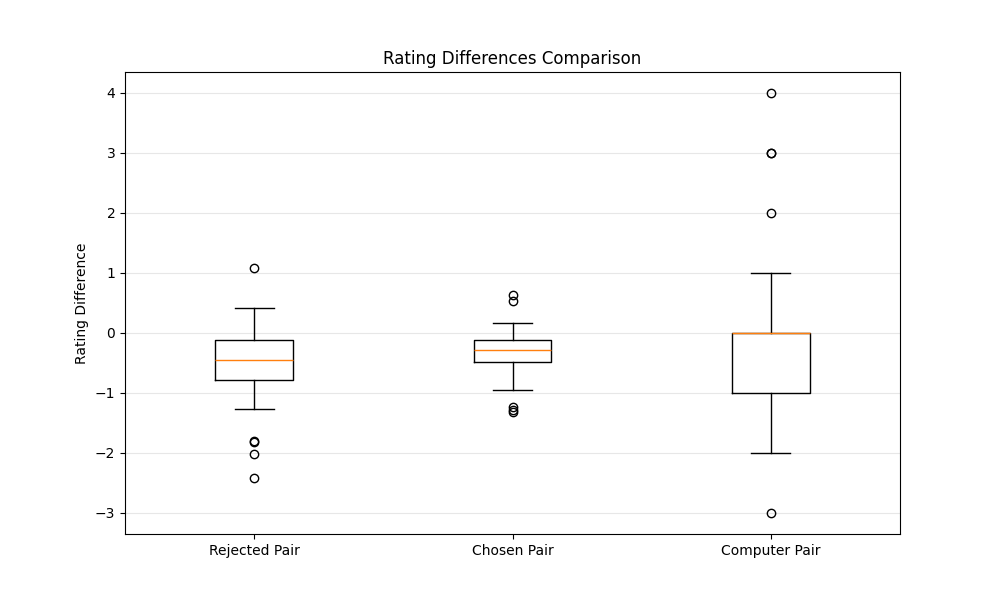 Rating Differences Comparison
Rating Difference
4
3
2
1
0
−1
−2
−3
Rejected Pair
Chosen Pair
Computer Pair